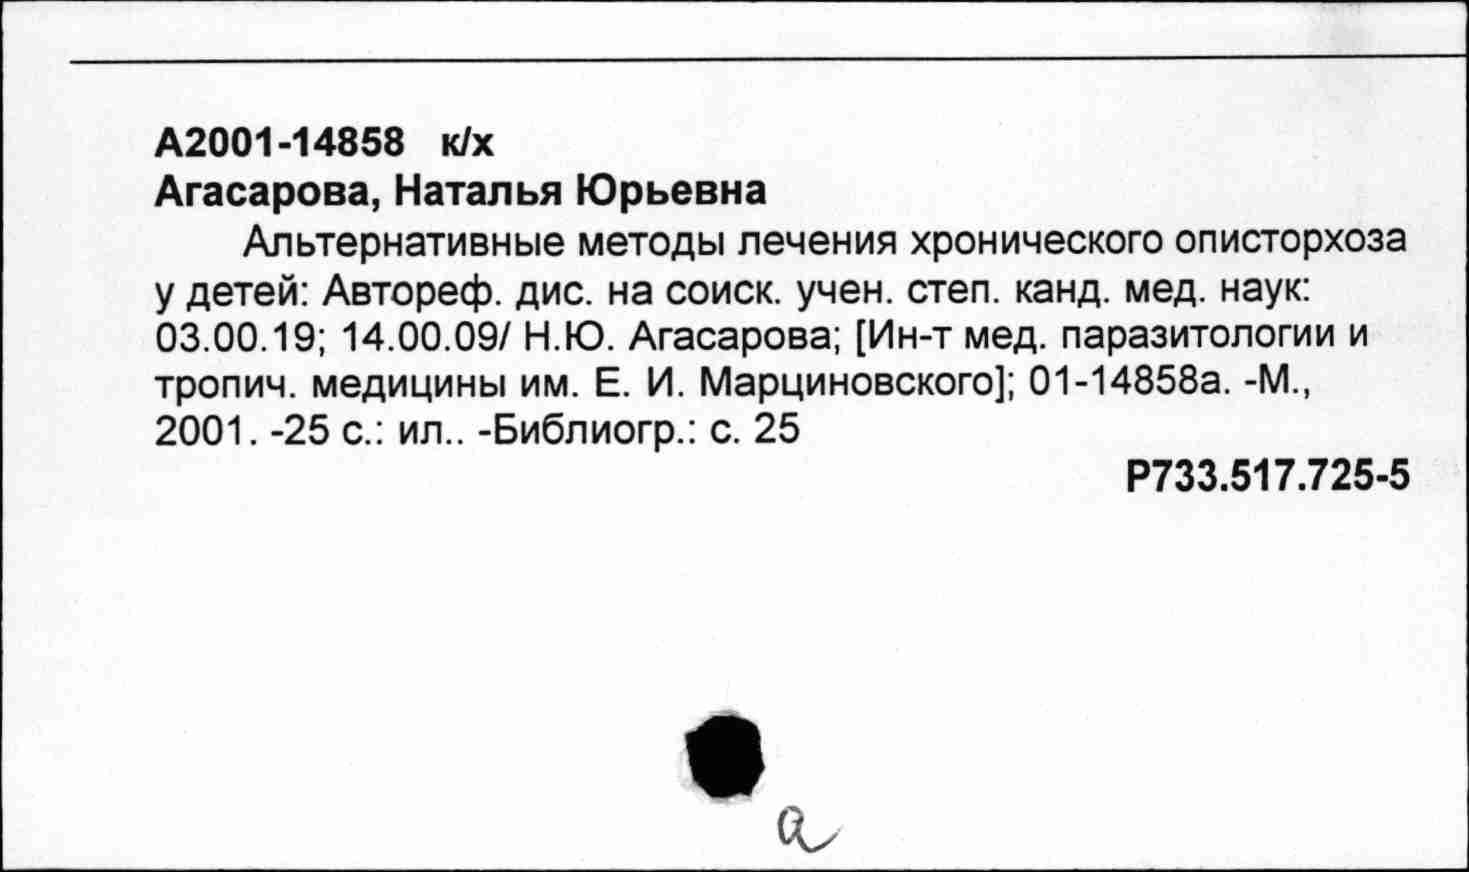 А2001-14858 к/х
Агасарова, Наталья Юрьевна
Альтернативные методы лечения хронического описторхоза
у детей: Автореф. дис. на соиск. учен. степ. канд. мед. наук:
03.00.19; 14.00.09/ Н.Ю. Агасарова; [Ин-т мед. паразитологии и
тропич. медицины им. Е. И. Марциновского]; 01-14858а. -М.,
2001. -25 с.: ил.. -Библиогр.: с. 25
Р733.517.725-5
а